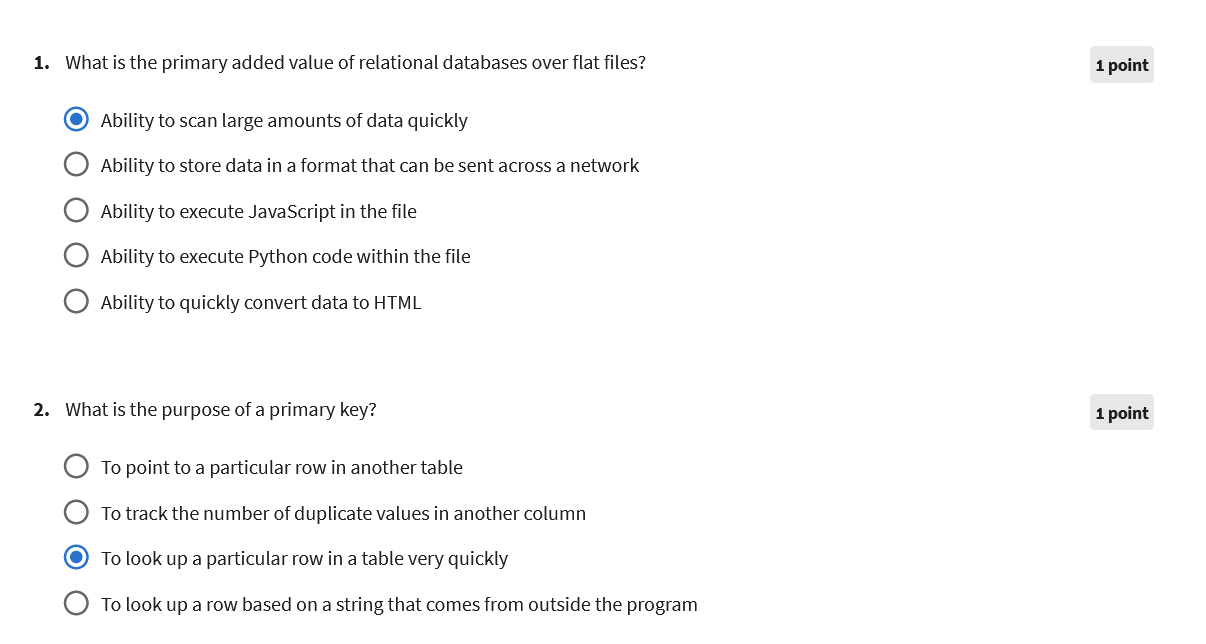 1. What is the primary added value of relational databases over flat files?
1 point
Ability to scan large amounts of data quickly
Ability to store data in a format that can be sent across a network
Ability to execute JavaScript in the file
Ability to execute Python code within the file
Ability to quickly convert data to HTML
2. What is the purpose of a primary key?
1 point
To point to a particular row in another table
To track the number of duplicate values in another column
To look up a particular row in a table very quickly
To look up a row based on a string that comes from outside the program